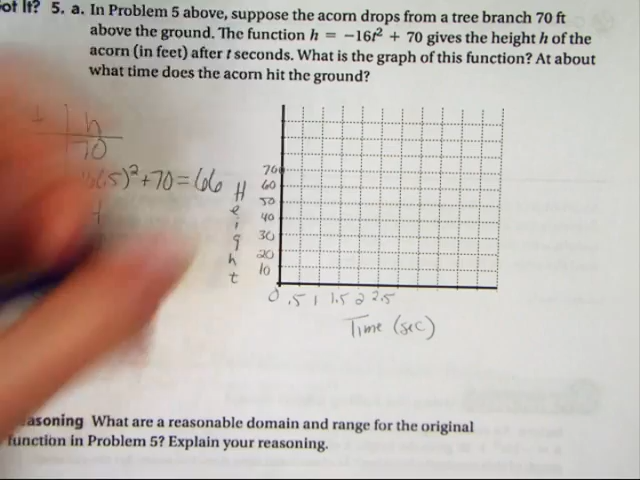 Got It? 5. a. In Problem 5 above, suppose the acorn drops from a tree branch 70 ft
above the ground. The function h = −16t² + 70 gives the height h of the
acorn (in feet) after t seconds. What is the graph of this function? At about
what time does the acorn hit the ground?
h
70
.5)²+70=66
Height
70
60
50
40
30
20
10
0 .5 1 1.5 2 2.5
Time (sec)
easoning What are a reasonable domain and range for the original
function in Problem 5? Explain your reasoning.